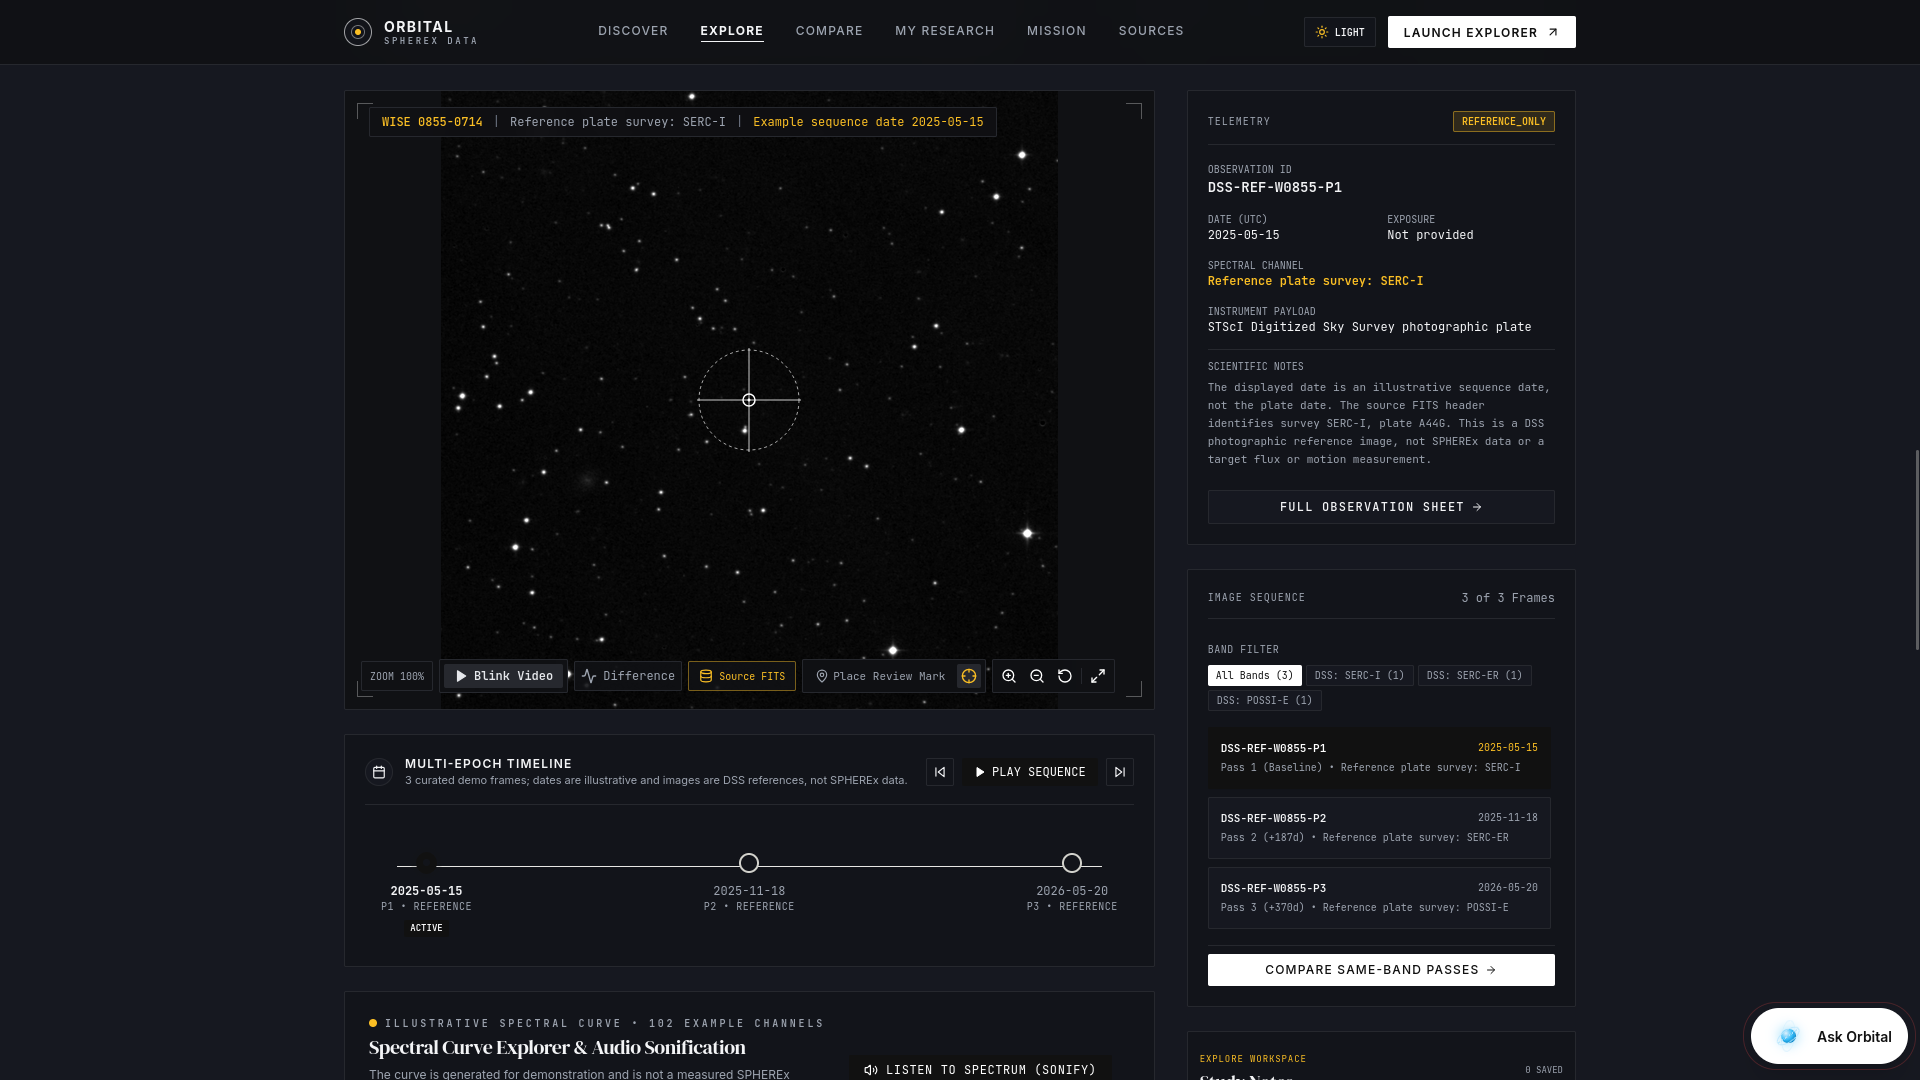 ORBITAL
SPHEREX DATA
DISCOVER
EXPLORE
COMPARE
MY RESEARCH
MISSION
SOURCES
LIGHT
LAUNCH EXPLORER
WISE 0855-0714 | Reference plate survey: SERC-I | Example sequence date 2025-05-15
ZOOM 100%
Blink Video
Difference
Source FITS
Place Review Mark
MULTI-EPOCH TIMELINE
3 curated demo frames; dates are illustrative and images are DSS references, not SPHEREx data.
PLAY SEQUENCE
2025-05-15
P1 • REFERENCE
ACTIVE
2025-11-18
P2 • REFERENCE
2026-05-20
P3 • REFERENCE
ILLUSTRATIVE SPECTRAL CURVE • 102 EXAMPLE CHANNELS
Spectral Curve Explorer & Audio Sonification
The curve is generated for demonstration and is not a measured SPHEREx
LISTEN TO SPECTRUM (SONIFY)
TELEMETRY
REFERENCE_ONLY
OBSERVATION ID
DSS-REF-W0855-P1
DATE (UTC)
2025-05-15
EXPOSURE
Not provided
SPECTRAL CHANNEL
Reference plate survey: SERC-I
INSTRUMENT PAYLOAD
STScI Digitized Sky Survey photographic plate
SCIENTIFIC NOTES
The displayed date is an illustrative sequence date,
not the plate date. The source FITS header
identifies survey SERC-I, plate A44G. This is a DSS
photographic reference image, not SPHEREx data or a
target flux or motion measurement.
FULL OBSERVATION SHEET →
IMAGE SEQUENCE
3 of 3 Frames
BAND FILTER
All Bands (3)
DSS: SERC-I (1)
DSS: SERC-ER (1)
DSS: POSSI-E (1)
DSS-REF-W0855-P1
2025-05-15
Pass 1 (Baseline) • Reference plate survey: SERC-I
DSS-REF-W0855-P2
2025-11-18
Pass 2 (+187d) • Reference plate survey: SERC-ER
DSS-REF-W0855-P3
2026-05-20
Pass 3 (+370d) • Reference plate survey: POSSI-E
COMPARE SAME-BAND PASSES →
EXPLORE WORKSPACE
0 SAVED
Study Notes
Ask Orbital